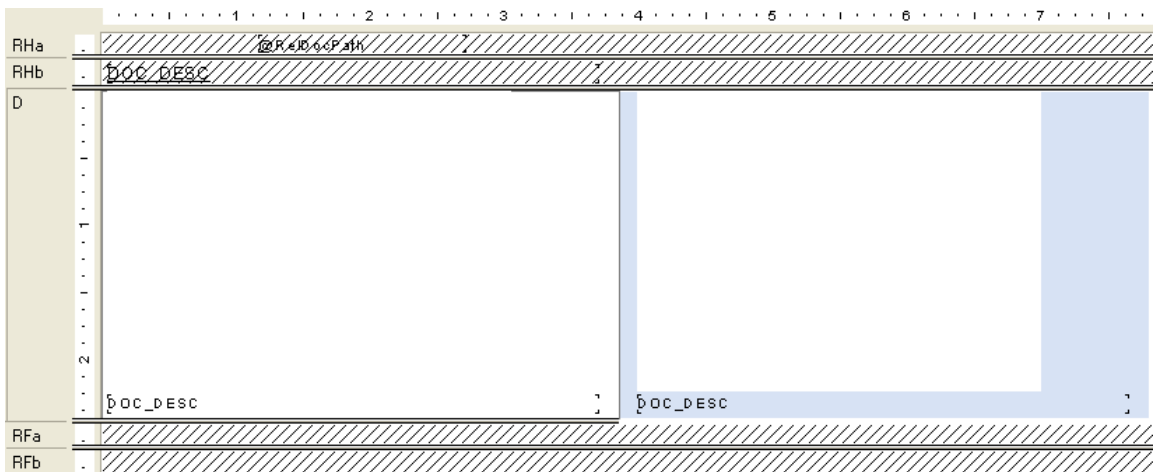 1 2 3 4 5 6 7
RHa @RelDocPath
RHb DOC_DESC
D
1
2
DOC_DESC DOC_DESC
RFa
RFb